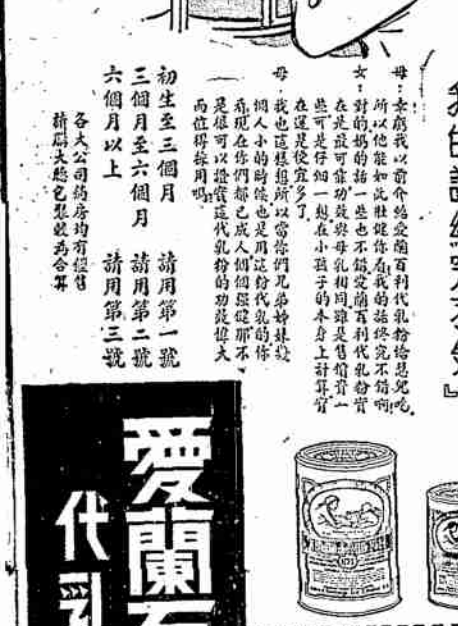 母：幸虧我以前介紹愛蘭百利代乳粉給慧兒吃，
所以他能如此壯健你看我的話終究不錯啊！
女：對的媽的話一些也不錯愛蘭百利代乳粉實
在是最可靠功效與母乳相同雖是售價貴一
些可是仔細一想在小孩子的本身上計算實
在還是便宜多了
母：我也這樣想所以當你們兄弟姊妹幾
個人小的時候也是用這份代乳的你
看現在你們都已成人個個强健那不
是很可以證實這代乳粉的功效偉大
而值得採用嗎
初生至三個月　請用第一號
三個月至六個月　請用第二號
六個月以上　請用第三號
各大公司藥房均有經售
精廉大聽包裝較為合算
愛蘭百
代乳